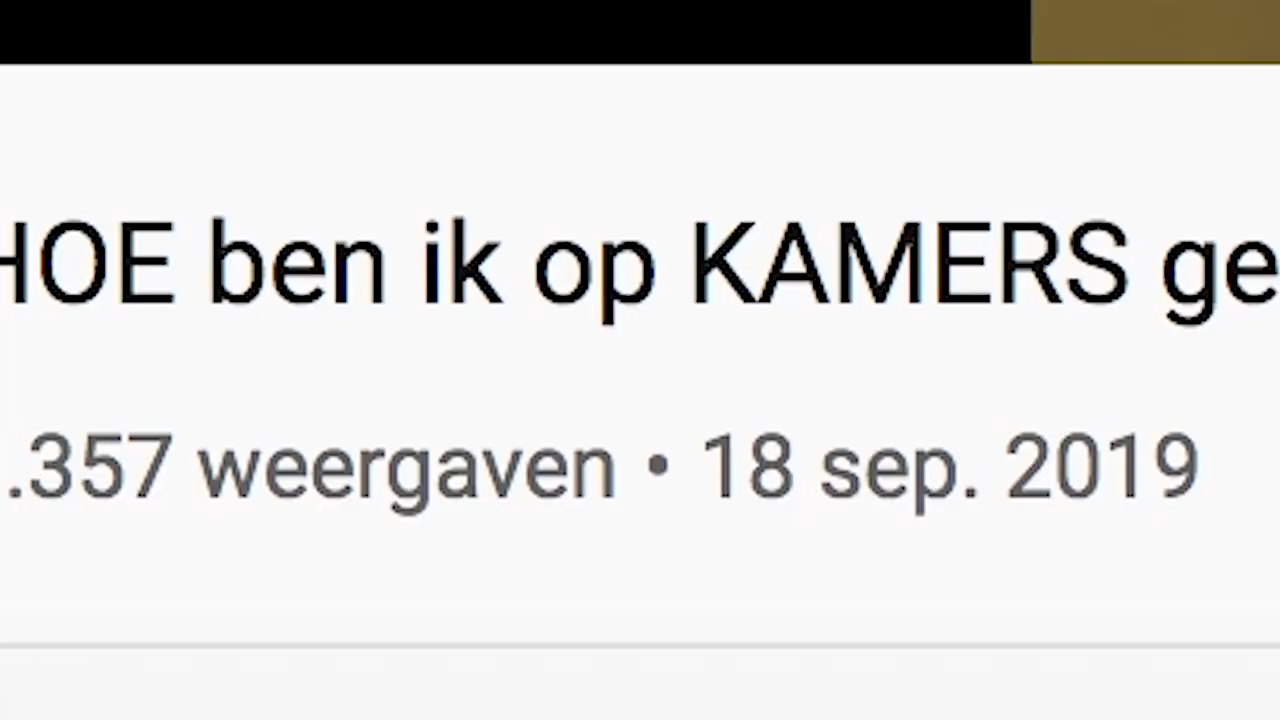 HOE ben ik op KAMERS ge
.357 weergaven • 18 sep. 2019